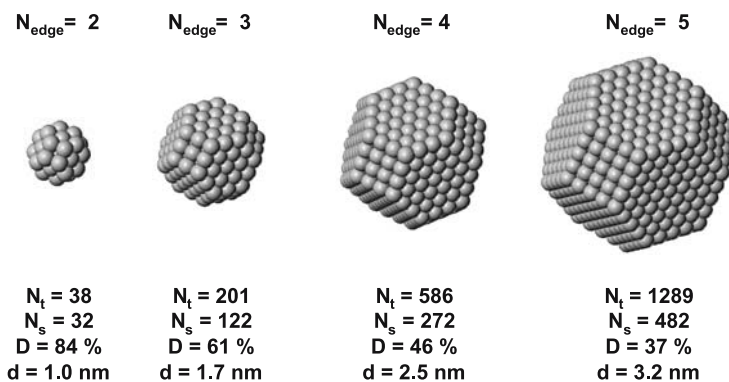 N_edge= 2 N_edge= 3 N_edge= 4 N_edge= 5
N_t = 38 N_t = 201 N_t = 586 N_t = 1289
N_s = 32 N_s = 122 N_s = 272 N_s = 482
D = 84 % D = 61 % D = 46 % D = 37 %
d = 1.0 nm d = 1.7 nm d = 2.5 nm d = 3.2 nm